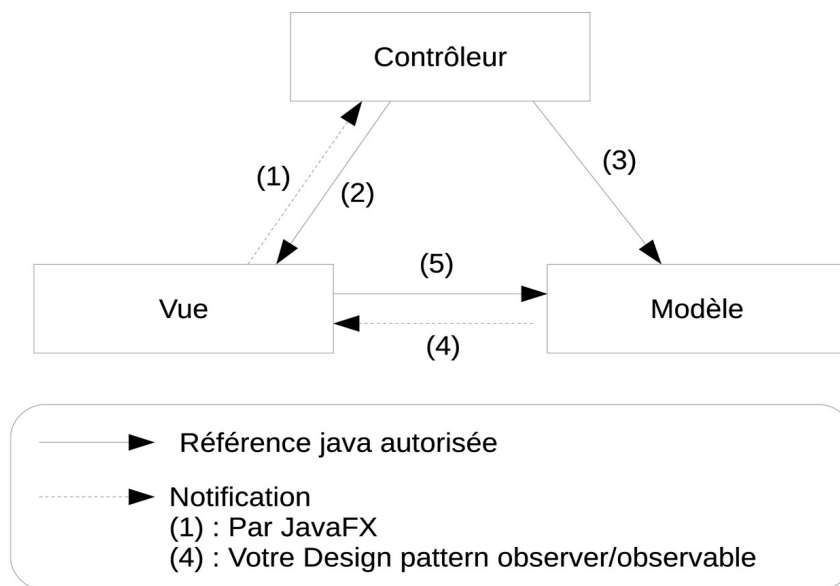 Contrôleur
(1)
(2)
(3)
(5)
Vue
Modèle
(4)
Référence java autorisée
Notification
(1) : Par JavaFX
(4) : Votre Design pattern observer/observable